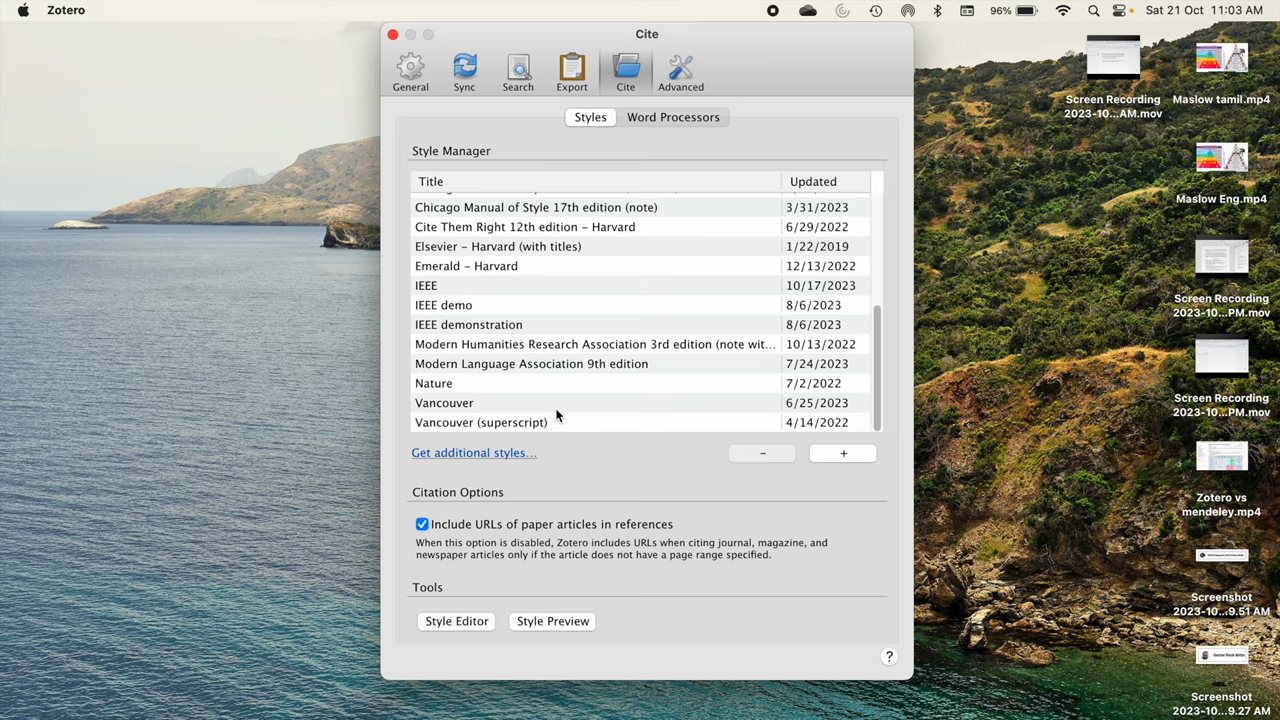 Zotero
96%
Sat 21 Oct 11:03 AM
Cite
General
Sync
Search
Export
Cite
Advanced
Styles
Word Processors
Style Manager
Title
Updated
Chicago Manual of Style 17th edition (note) 3/31/2023
Cite Them Right 12th edition – Harvard 6/29/2022
Elsevier – Harvard (with titles) 1/22/2019
Emerald – Harvard 12/13/2022
IEEE 10/17/2023
IEEE demo 8/6/2023
IEEE demonstration 8/6/2023
Modern Humanities Research Association 3rd edition (note wit... 10/13/2022
Modern Language Association 9th edition 7/24/2023
Nature 7/2/2022
Vancouver 6/25/2023
Vancouver (superscript) 4/14/2022
Get additional styles...
-
+
Citation Options
Include URLs of paper articles in references
When this option is disabled, Zotero includes URLs when citing journal, magazine, and
newspaper articles only if the article does not have a page range specified.
Tools
Style Editor
Style Preview
?
Screen Recording
2023-10...AM.mov
Maslow tamil.mp4
Maslow Eng.mp4
Screen Recording
2023-10...PM.mov
Screen Recording
2023-10...PM.mov
Zotero vs
mendeley.mp4
Screenshot
2023-10...9.51 AM
Screenshot
2023-10...9.27 AM